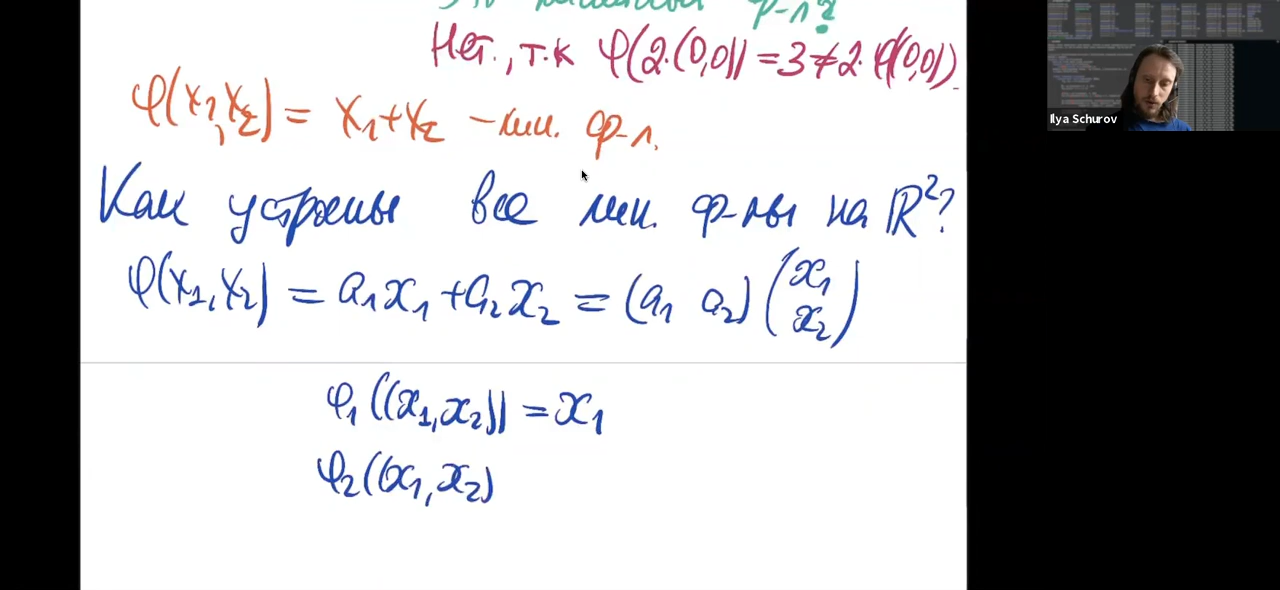 ф-л?
Нет, т.к φ(2·(0,0)) = 3 ≠ 2·φ(0,0).
φ(x1, x2) = x1 + x2 – лин. ф-л.
Как устроены все лин. ф-лы на ℝ²?
φ(x1, x2) = a1x1 + a2x2 = (a1 a2) (x1 x2)
φ1((x1, x2)) = x1
φ2((x1, x2)
Ilya Schurov